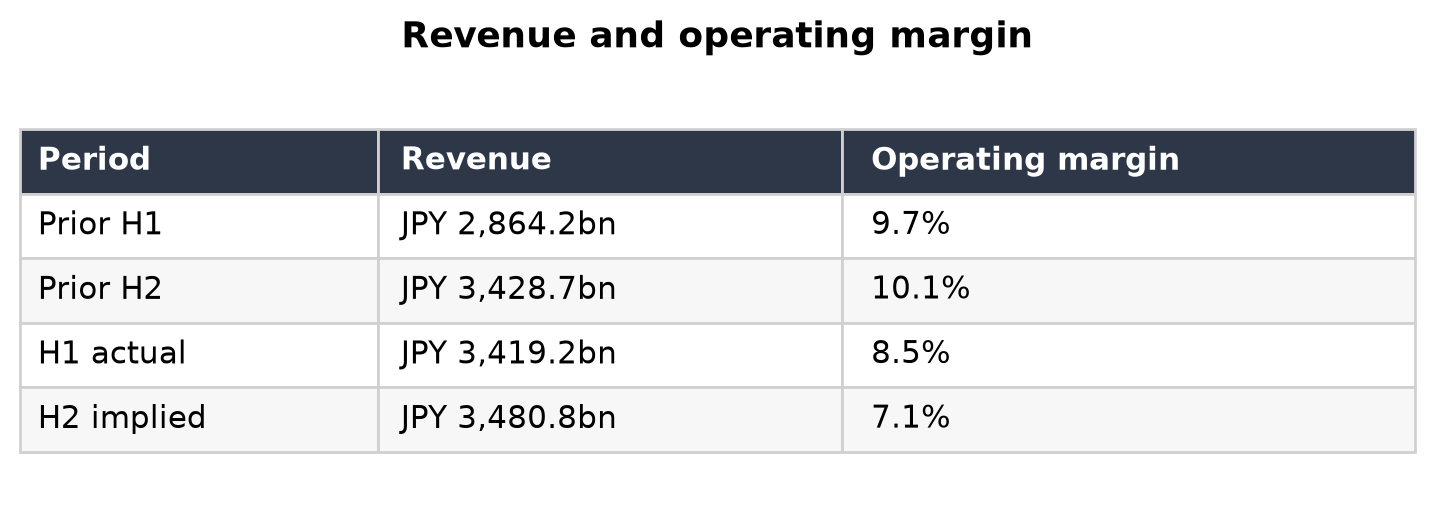 Revenue and operating margin
Period Revenue Operating margin
Prior H1 JPY 2,864.2bn 9.7%
Prior H2 JPY 3,428.7bn 10.1%
H1 actual JPY 3,419.2bn 8.5%
H2 implied JPY 3,480.8bn 7.1%